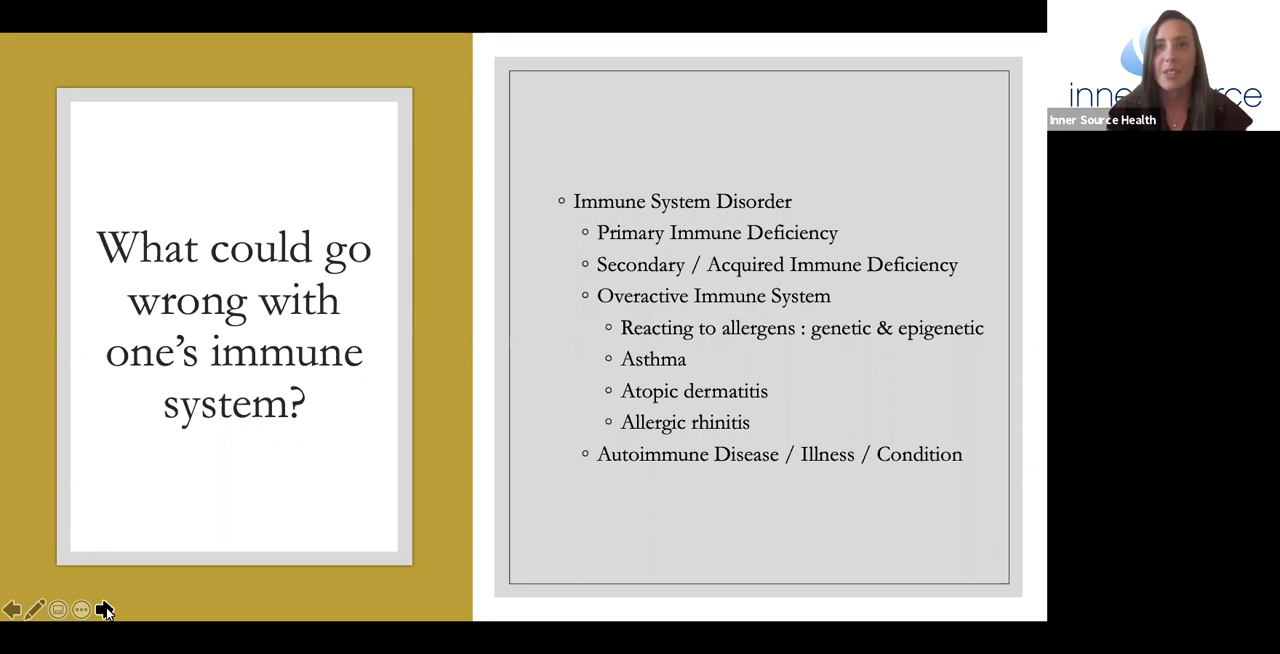 What could go
wrong with
one’s immune
system?
Immune System Disorder
Primary Immune Deficiency
Secondary / Acquired Immune Deficiency
Overactive Immune System
Reacting to allergens : genetic & epigenetic
Asthma
Atopic dermatitis
Allergic rhinitis
Autoimmune Disease / Illness / Condition
Inner Source Health